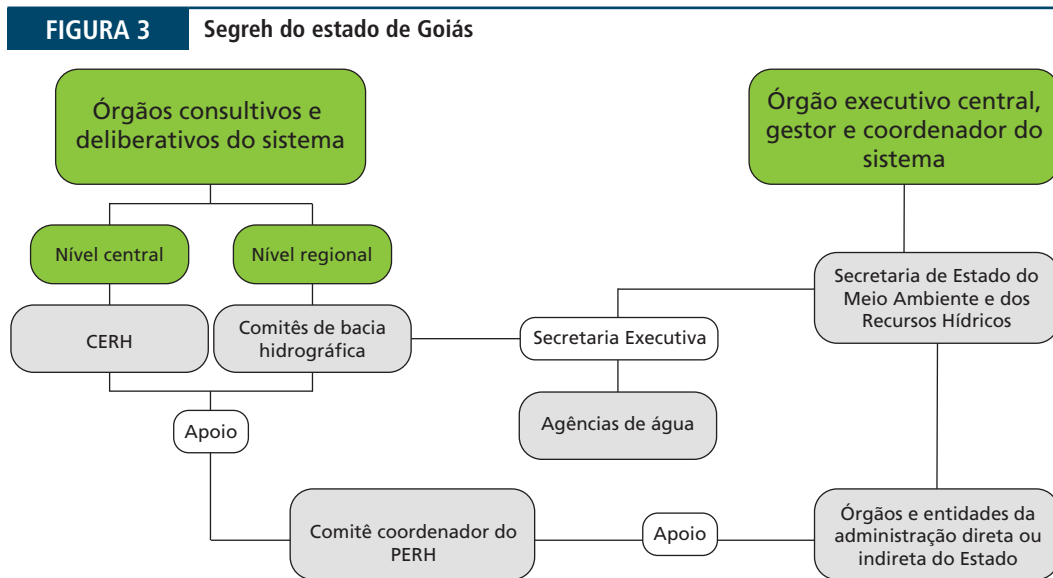 FIGURA 3
Segreh do estado de Goiás
Órgãos consultivos e
deliberativos do sistema
Órgão executivo central,
gestor e coordenador do
sistema
Nível central
Nível regional
Secretaria de Estado do
Meio Ambiente e dos
Recursos Hídricos
CERH
Comitês de bacia
hidrográfica
Secretaria Executiva
Agências de água
Apoio
Comitê coordenador do
PERH
Apoio
Órgãos e entidades da
administração direta ou
indireta do Estado